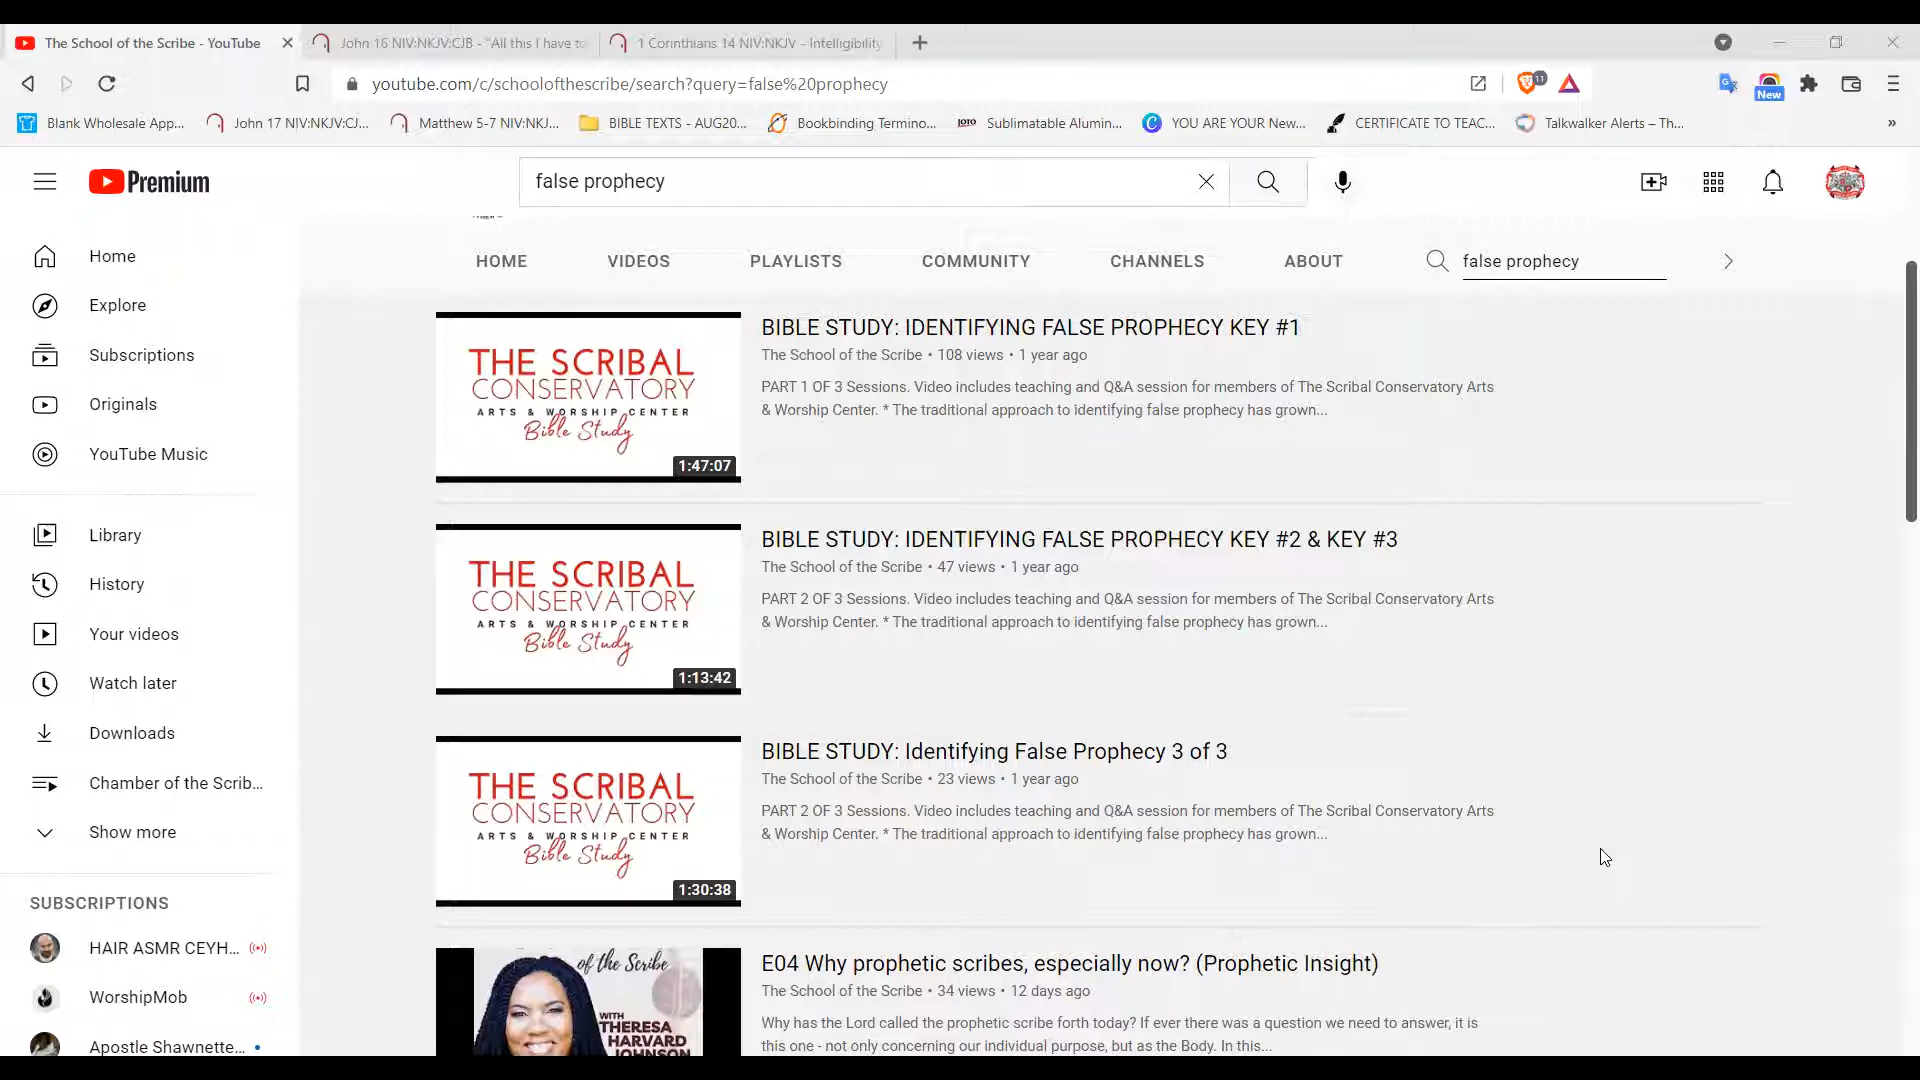 The School of the Scribe - YouTube
John 16 NIV:NKJV:CJB - "All this I have to
1 Corinthians 14 NIV:NKJV - Intelligibility
youtube.com/c/schoolofthescribe/search?query=false%20prophecy
11
New
Blank Wholesale App...
John 17 NIV:NKJV:CJ...
Matthew 5-7 NIV:NKJ...
BIBLE TEXTS - AUG20...
Bookbinding Termino...
Sublimatable Alumin...
YOU ARE YOUR New...
CERTIFICATE TO TEAC...
Talkwalker Alerts – Th...
»
Premium
false prophecy
Home
Explore
Subscriptions
Originals
YouTube Music
Library
History
Your videos
Watch later
Downloads
Chamber of the Scrib...
Show more
SUBSCRIPTIONS
HAIR ASMR CEYH...
WorshipMob
Apostle Shawnette...
HOME
VIDEOS
PLAYLISTS
COMMUNITY
CHANNELS
ABOUT
false prophecy
THE SCRIBAL
CONSERVATORY
ARTS & WORSHIP CENTER
Bible Study
1:47:07
BIBLE STUDY: IDENTIFYING FALSE PROPHECY KEY #1
The School of the Scribe • 108 views • 1 year ago
PART 1 OF 3 Sessions. Video includes teaching and Q&A session for members of The Scribal Conservatory Arts
& Worship Center. * The traditional approach to identifying false prophecy has grown...
THE SCRIBAL
CONSERVATORY
ARTS & WORSHIP CENTER
Bible Study
1:13:42
BIBLE STUDY: IDENTIFYING FALSE PROPHECY KEY #2 & KEY #3
The School of the Scribe • 47 views • 1 year ago
PART 2 OF 3 Sessions. Video includes teaching and Q&A session for members of The Scribal Conservatory Arts
& Worship Center. * The traditional approach to identifying false prophecy has grown...
THE SCRIBAL
CONSERVATORY
ARTS & WORSHIP CENTER
Bible Study
1:30:38
BIBLE STUDY: Identifying False Prophecy 3 of 3
The School of the Scribe • 23 views • 1 year ago
PART 2 OF 3 Sessions. Video includes teaching and Q&A session for members of The Scribal Conservatory Arts
& Worship Center. * The traditional approach to identifying false prophecy has grown...
of the Scribe
WITH
THERESA
HARVARD
JOHNSON
E04 Why prophetic scribes, especially now? (Prophetic Insight)
The School of the Scribe • 34 views • 12 days ago
Why has the Lord called the prophetic scribe forth today? If ever there was a question we need to answer, it is
this one - not only concerning our individual purpose, but as the Body. In this...